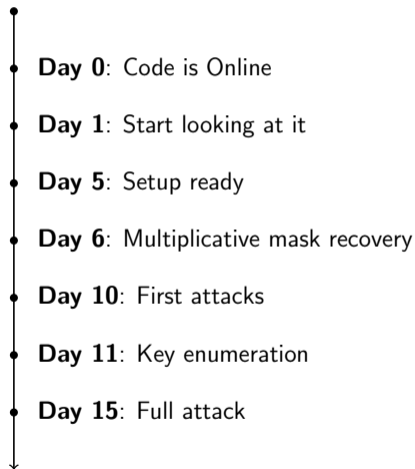 Day 0: Code is Online
Day 1: Start looking at it
Day 5: Setup ready
Day 6: Multiplicative mask recovery
Day 10: First attacks
Day 11: Key enumeration
Day 15: Full attack